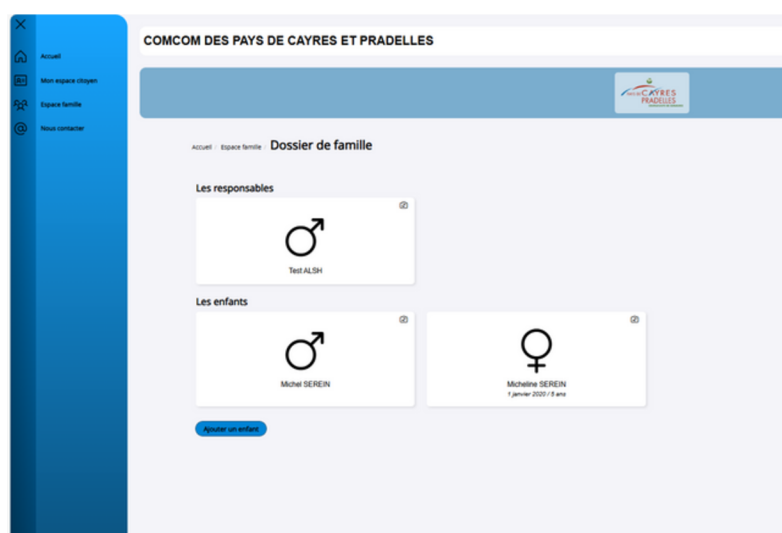 COMCOM DES PAYS DE CAYRES ET PRADELLES
Accueil
Mon espace citoyen
Espace famille
Nous contacter
CAYRES
PRADELLES
Accueil / Espace famille / Dossier de famille
Les responsables
Test ALSH
Les enfants
Michel SEREIN
Micheline SEREIN
1 janvier 2020 / 5 ans
Ajouter un enfant